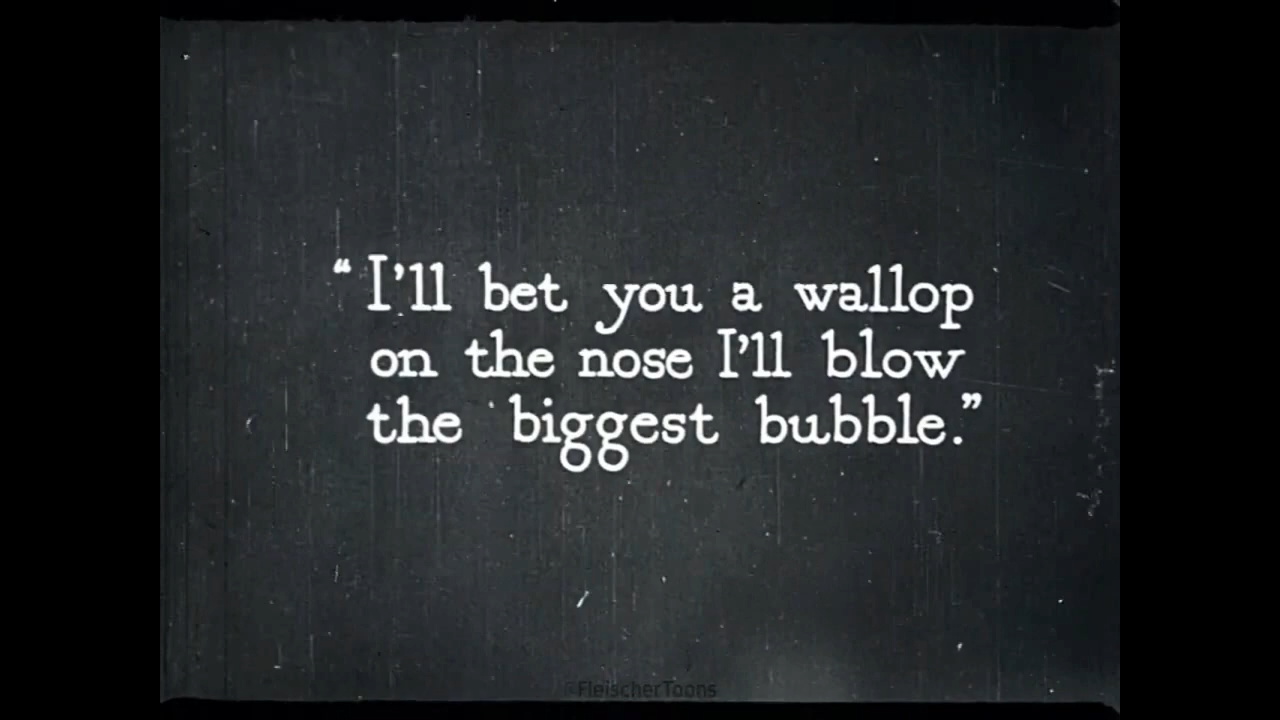 “I’ll bet you a wallop
on the nose I’ll blow
the biggest bubble.”
©FleischerToons